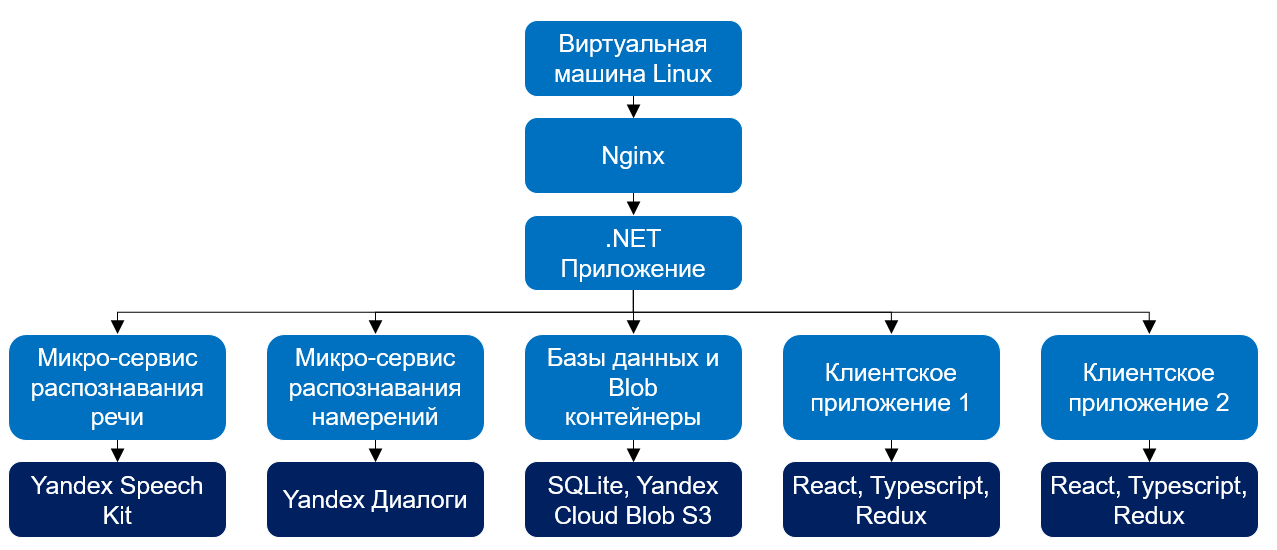 Виртуальная
машина Linux
Nginx
.NET
Приложение
Микро-сервис
распознавания
речи
Микро-сервис
распознавания
намерений
Базы данных и
Blob
контейнеры
Клиентское
приложение 1
Клиентское
приложение 2
Yandex Speech
Kit
Yandex Диалоги
SQLite, Yandex
Cloud Blob S3
React, Typescript,
Redux
React, Typescript,
Redux